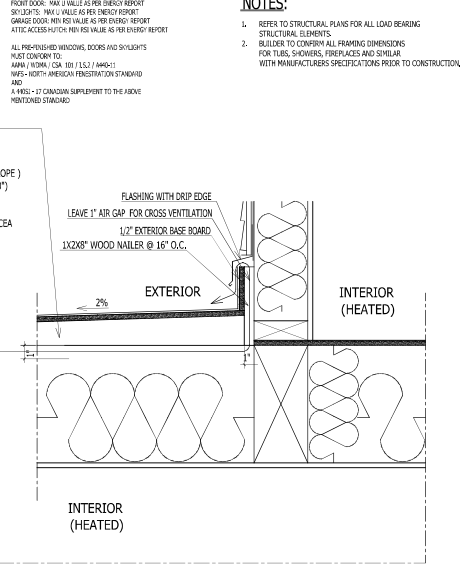 FRONT DOOR: MAX U VALUE AS PER ENERGY REPORT
SKYLIGHTS: MAX U VALUE AS PER ENERGY REPORT
GARAGE DOOR: MIN RSI VALUE AS PER ENERGY REPORT
ATTIC ACCESS HUTCH: MIN RSI VALUE AS PER ENERGY REPORT
ALL PRE-FINISHED WINDOWS, DOORS AND SKYLIGHTS
MUST CONFORM TO:
AAMA / WDMA / CSA 101 / I.S.2 / A440-11
NAFS - NORTH AMERICAN FENESTRATION STANDARD
AND
A 440S1 - 17 CANADIAN SUPPLEMENT TO THE ABOVE
MENTIONED STANDARD
NOTES:
1. REFER TO STRUCTURAL PLANS FOR ALL LOAD BEARING
STRUCTURAL ELEMENTS.
2. BUILDER TO CONFIRM ALL FRAMING DIMENSIONS
FOR TUBS, SHOWERS, FIREPLACES AND SIMILAR
WITH MANUFACTURERS SPECIFICATIONS PRIOR TO CONSTRUCTION.
OPE )
")
CEA
FLASHING WITH DRIP EDGE
LEAVE 1" AIR GAP FOR CROSS VENTILATION
1/2" EXTERIOR BASE BOARD
1X2X8" WOOD NAILER @ 16" O.C.
EXTERIOR
INTERIOR
(HEATED)
2%
1"
1"
INTERIOR
(HEATED)